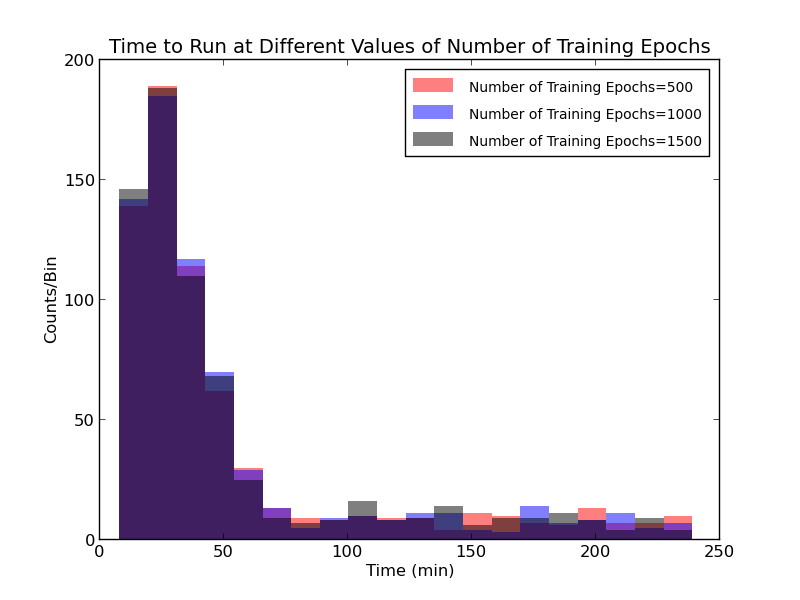 Time to Run at Different Values of Number of Training Epochs
Number of Training Epochs=500
Number of Training Epochs=1000
Number of Training Epochs=1500
200
150
100
50
0
Counts/Bin
0 50 100 150 200 250
Time (min)